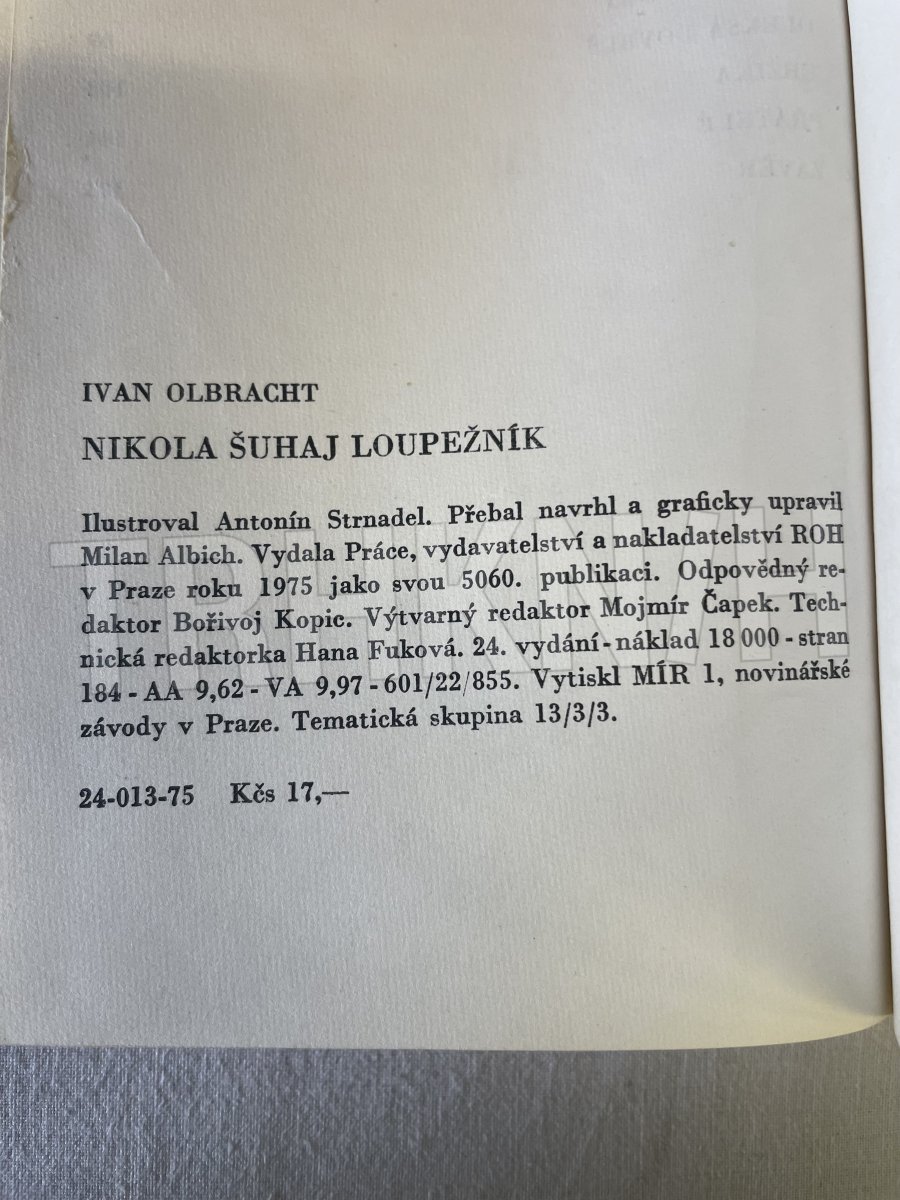 IVAN OLBRACHT
NIKOLA ŠUHAJ LOUPEŽNÍK
Ilustroval Antonín Strnadel. Přebal navrhl a graficky upravil
Milan Albich. Vydala Práce, vydavatelství a nakladatelství ROH
v Praze roku 1975 jako svou 5060. publikaci. Odpovědný re-
daktor Bořivoj Kopic. Výtvarný redaktor Mojmír Čapek. Tech-
nická redaktorka Hana Fuková. 24. vydání - náklad 18 000 - stran
184 - AA 9,62 - VA 9,97 - 601/22/855. Vytiskl MÍR 1, novinářské
závody v Praze. Tematická skupina 13/3/3.
24-013-75 Kčs 17,—